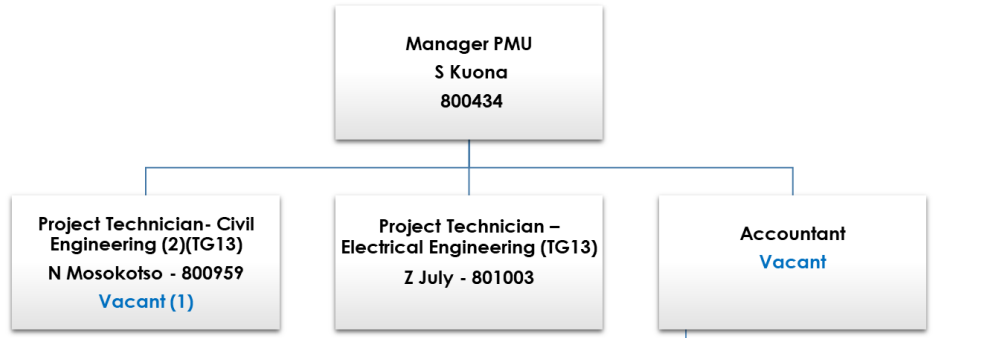 Manager PMU
S Kuona
800434
Project Technician- Civil
Engineering (2)(TG13)
N Mosokotso - 800959
Vacant (1)
Project Technician –
Electrical Engineering (TG13)
Z July - 801003
Accountant
Vacant